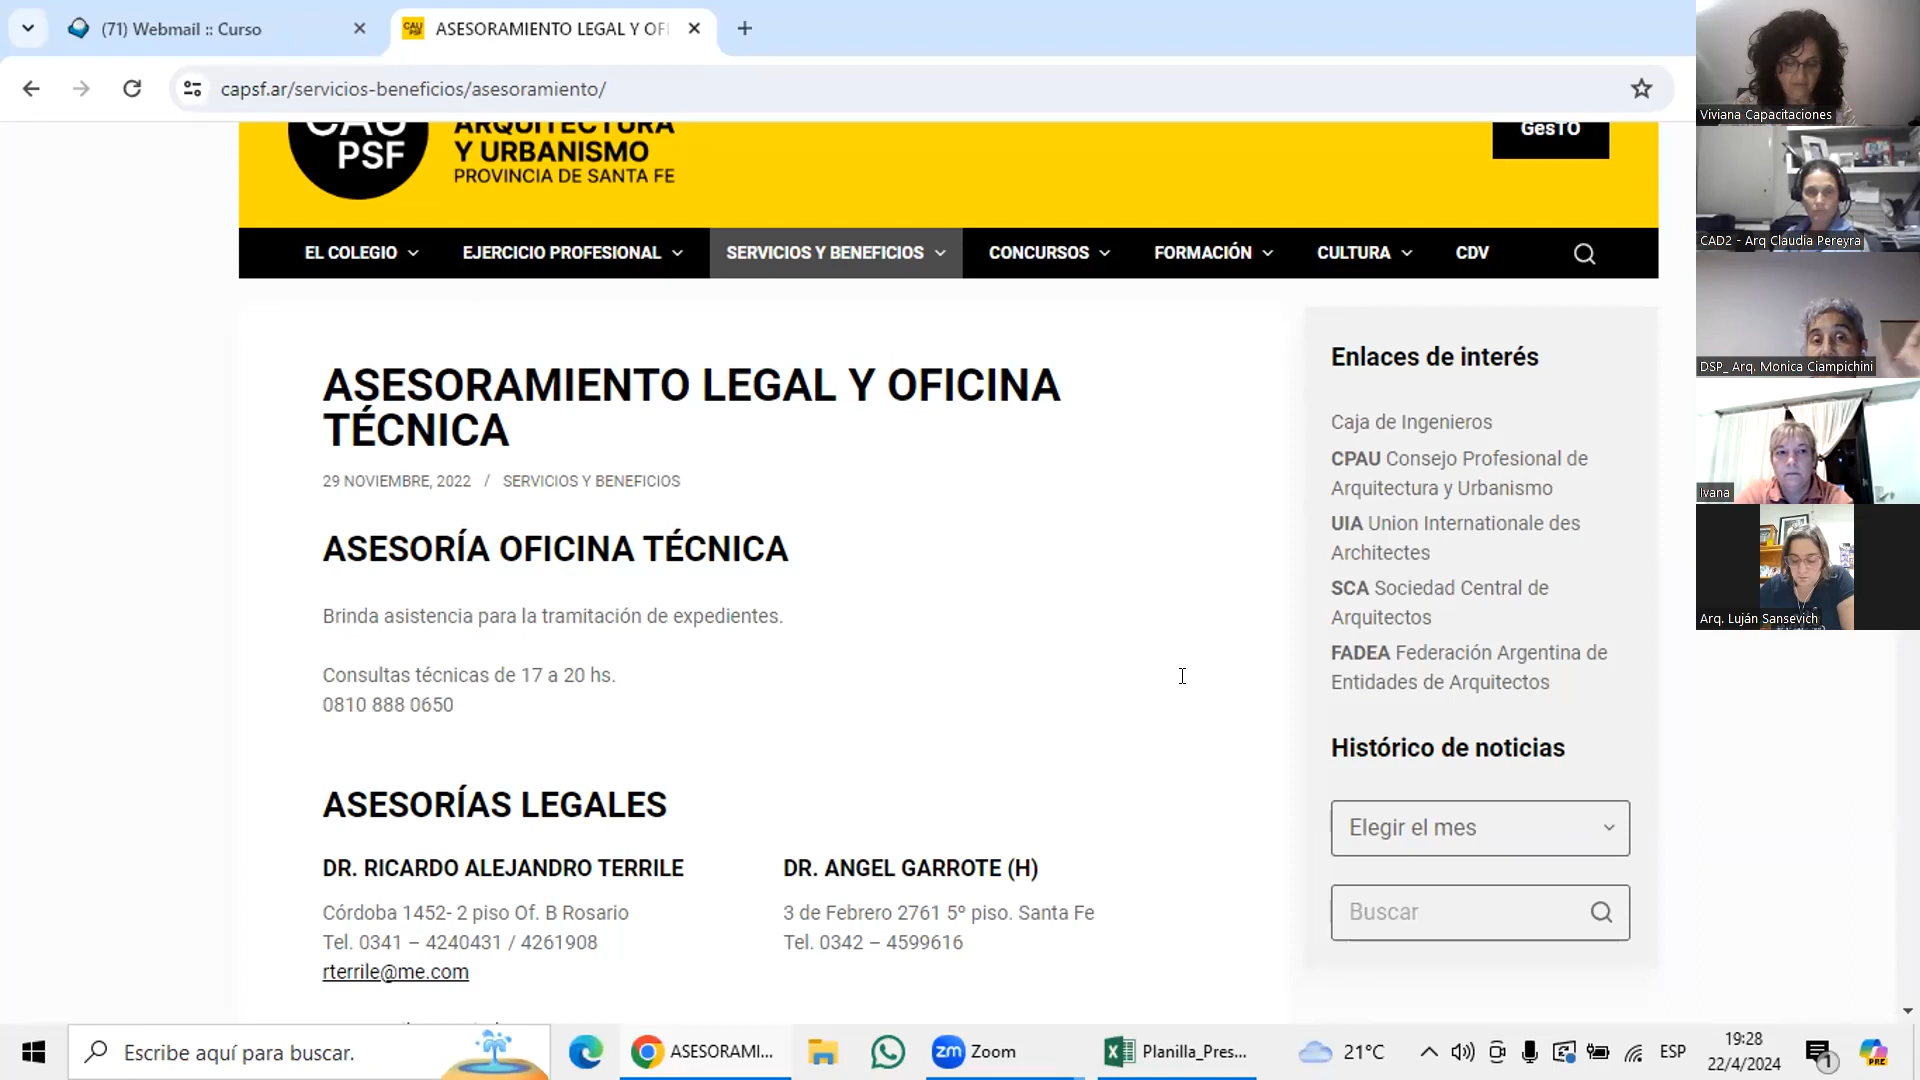 (71) Webmail :: Curso
ASESORAMIENTO LEGAL Y OFI
capsf.ar/servicios-beneficios/asesoramiento/
CAU
PSF
ARQUITECTURA
Y URBANISMO
PROVINCIA DE SANTA FE
GesTO
EL COLEGIO
EJERCICIO PROFESIONAL
SERVICIOS Y BENEFICIOS
CONCURSOS
FORMACIÓN
CULTURA
CDV
ASESORAMIENTO LEGAL Y OFICINA
TÉCNICA
29 NOVIEMBRE, 2022 / SERVICIOS Y BENEFICIOS
ASESORÍA OFICINA TÉCNICA
Brinda asistencia para la tramitación de expedientes.
Consultas técnicas de 17 a 20 hs.
0810 888 0650
ASESORÍAS LEGALES
DR. RICARDO ALEJANDRO TERRILE
Córdoba 1452- 2 piso Of. B Rosario
Tel. 0341 – 4240431 / 4261908
rterrile@me.com
DR. ANGEL GARROTE (H)
3 de Febrero 2761 5º piso. Santa Fe
Tel. 0342 – 4599616
Enlaces de interés
Caja de Ingenieros
CPAU Consejo Profesional de
Arquitectura y Urbanismo
UIA Union Internationale des
Architectes
SCA Sociedad Central de
Arquitectos
FADEA Federación Argentina de
Entidades de Arquitectos
Histórico de noticias
Elegir el mes
Buscar
Viviana Capacitaciones
CAD2 - Arq Claudia Pereyra
DSP_ Arq. Monica Ciampichini
Ivana
Arq. Luján Sansevich
Escribe aquí para buscar.
ASESORAMI...
zm
Zoom
Planilla_Pres...
21°C
ESP
19:28
22/4/2024
1
PRE